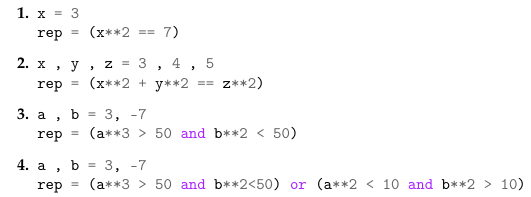 1. x = 3
rep = (x**2 == 7)
2. x , y , z = 3 , 4 , 5
rep = (x**2 + y**2 == z**2)
3. a , b = 3, -7
rep = (a**3 > 50 and b**2 < 50)
4. a , b = 3, -7
rep = (a**3 > 50 and b**2<50) or (a**2 < 10 and b**2 > 10)